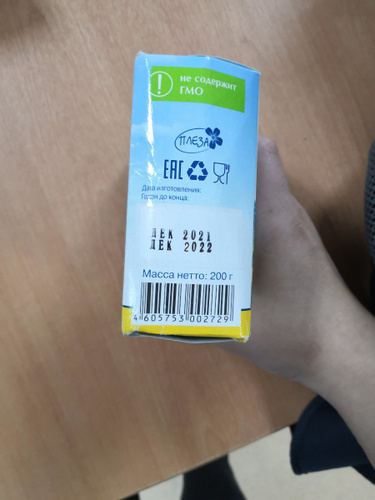 не содержит
ГМО
ПЛЕЗА
EAC
Дата изготовления:
Годен до конца:
ДЕК 2021
ДЕК 2022
Масса нетто: 200 г
4 605753 002729